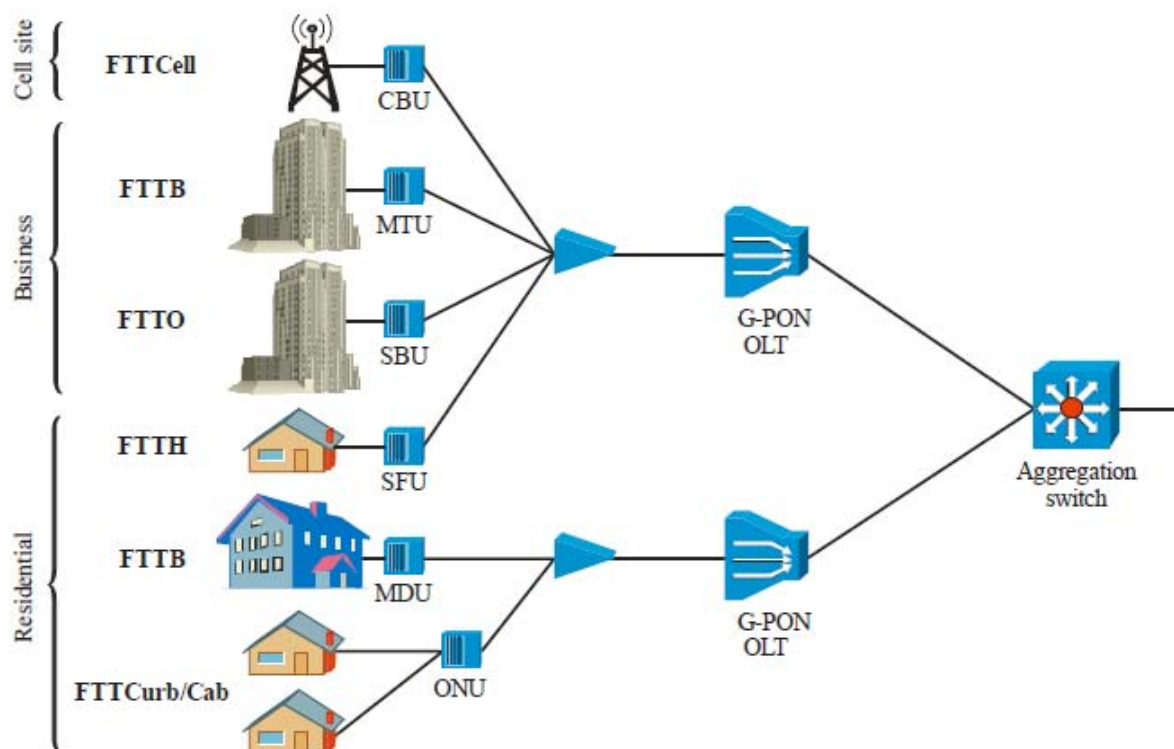 Cell site
FTTCell
CBU
Business
FTTB
MTU
FTTO
SBU
G-PON
OLT
Residential
FTTH
SFU
Aggregation
switch
FTTB
MDU
G-PON
OLT
FTTCurb/Cab
ONU